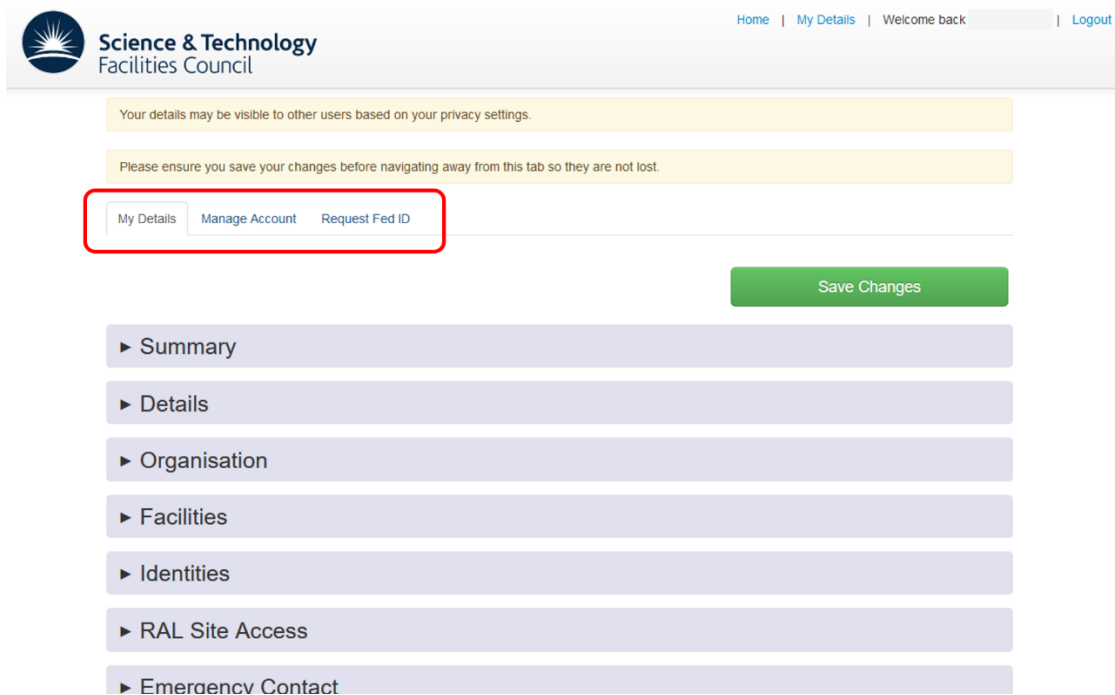 Home | My Details | Welcome back | Logout
Science & Technology
Facilities Council
Your details may be visible to other users based on your privacy settings.
Please ensure you save your changes before navigating away from this tab so they are not lost.
My Details Manage Account Request Fed ID
Save Changes
► Summary
► Details
► Organisation
► Facilities
► Identities
► RAL Site Access
► Emergency Contact